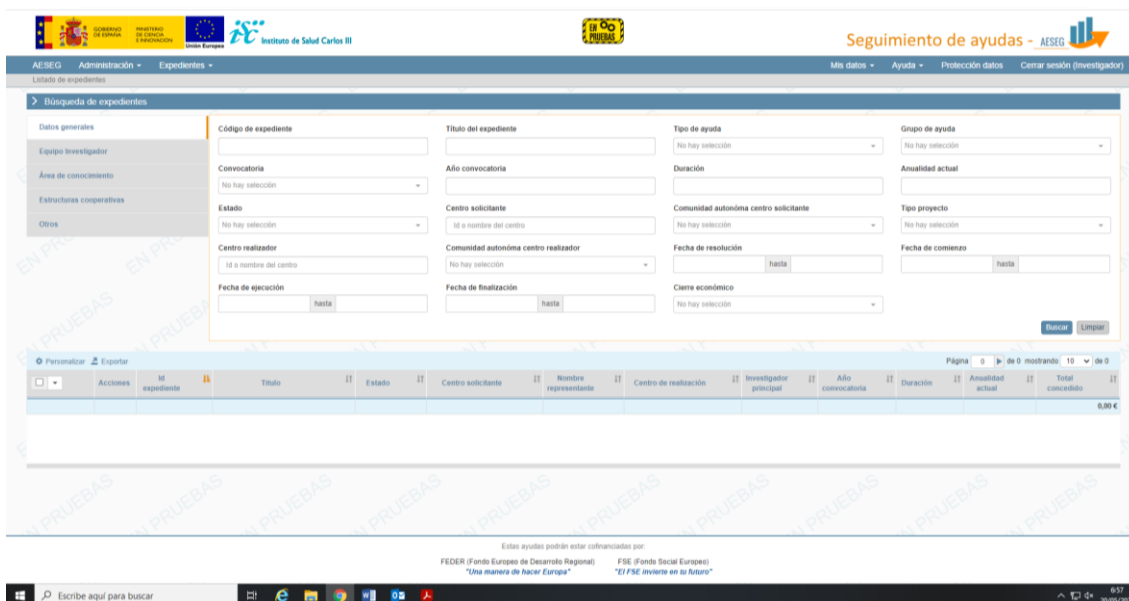 GOBIERNO DE ESPAÑA
MINISTERIO DE CIENCIA E INNOVACIÓN
Unión Europea
Instituto de Salud Carlos III
EN PRUEBAS
Seguimiento de ayudas - AESEG
AESEG Administración Expedientes Mis datos Ayuda Protección datos Cerrar sesión (Investigador)
Listado de expedientes
Búsqueda de expedientes
Datos generales
Equipo investigador
Área de conocimiento
Estructuras cooperativas
Otros
Código de expediente Título del expediente Tipo de ayuda Grupo de ayuda
No hay selección No hay selección
Convocatoria Año convocatoria Duración Anualidad actual
No hay selección
Estado Centro solicitante Comunidad autonóma centro solicitante Tipo proyecto
No hay selección Id o nombre del centro No hay selección No hay selección
Centro realizador Comunidad autonóma centro realizador Fecha de resolución Fecha de comienzo
Id o nombre del centro No hay selección hasta hasta
Fecha de ejecución Fecha de finalización Cierre económico
hasta hasta No hay selección
Buscar Limpiar
Personalizar Exportar Página 0 de 0 mostrando 10 de 0
Acciones Id expediente Título Estado Centro solicitante Nombre representante Centro de realización Investigador principal Año convocatoria Duración Anualidad actual Total concedido
0,00 €
EN PRUEBAS
Estas ayudas podrán estar cofinanciadas por:
FEDER (Fondo Europeo de Desarrollo Regional) FSE (Fondo Social Europeo)
"Una manera de hacer Europa" "El FSE invierte en tu futuro"
Escribe aquí para buscar
6:57